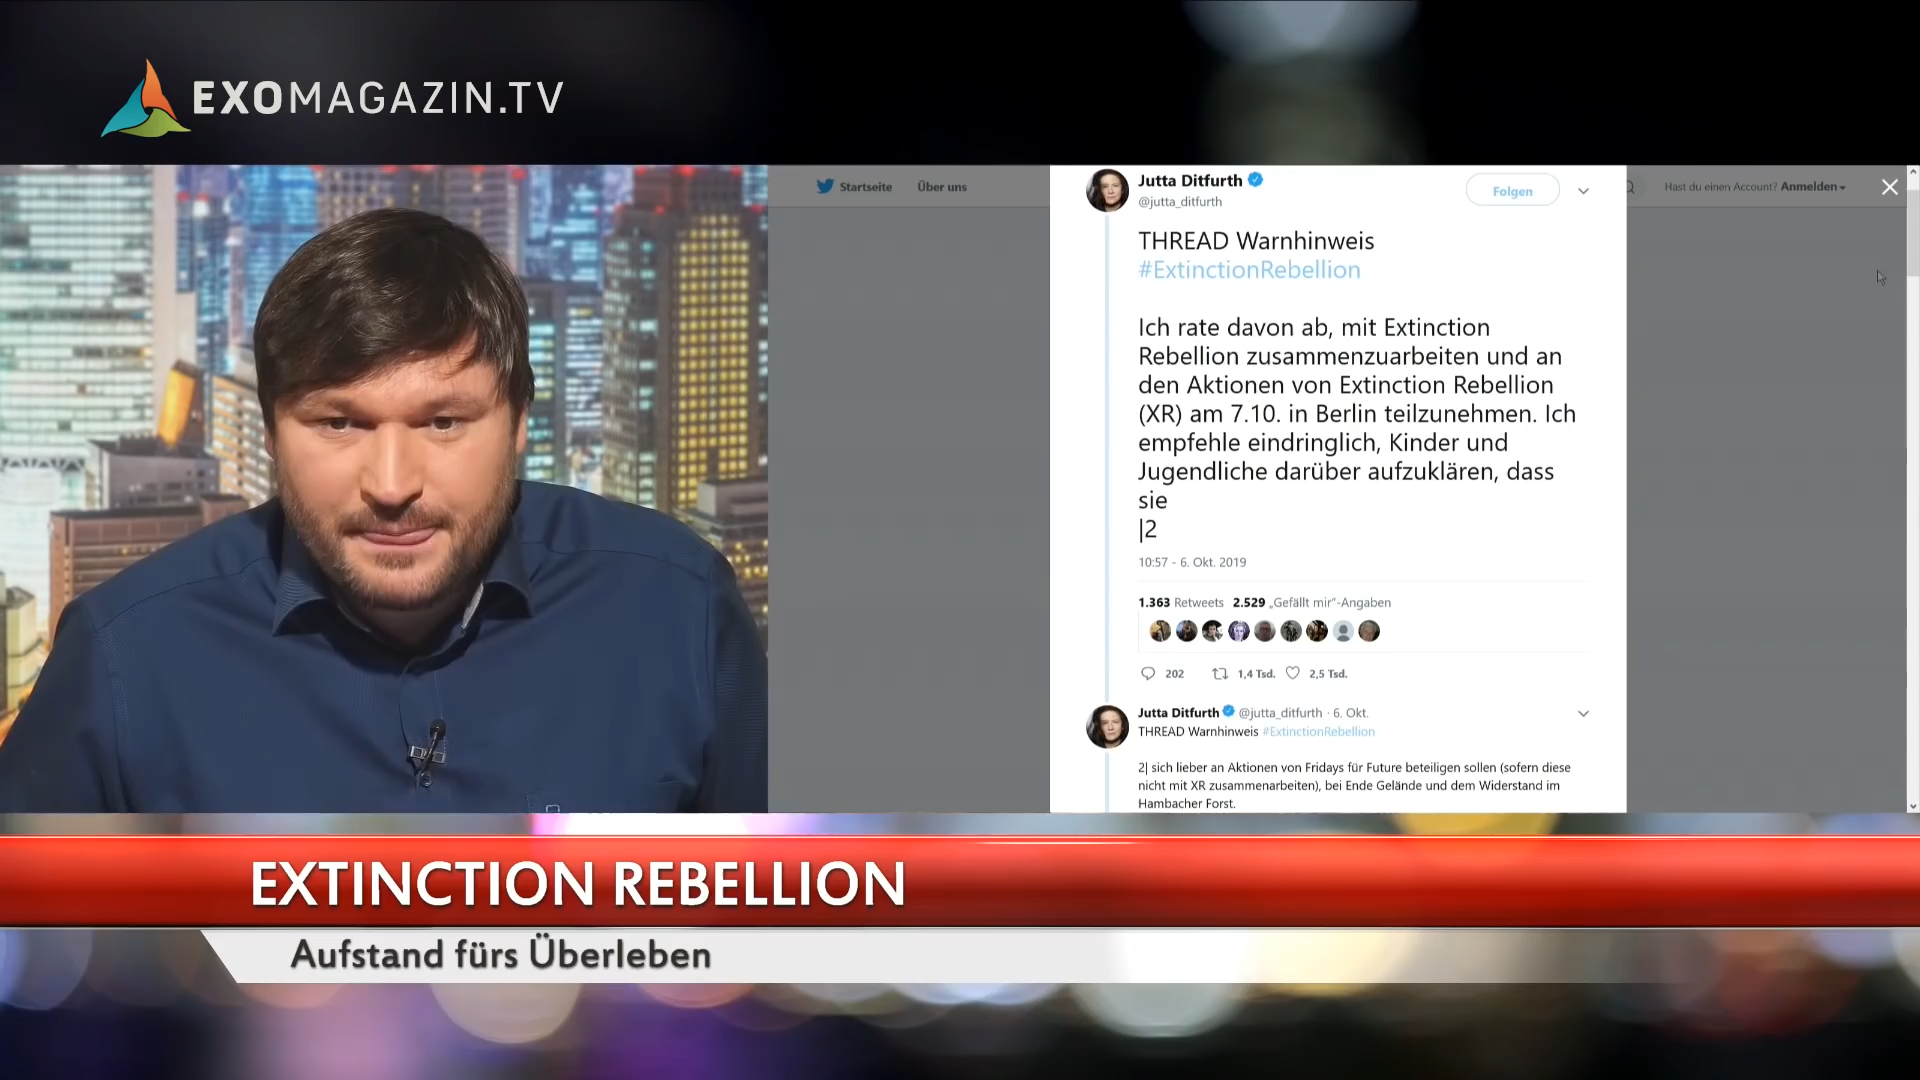 EXOMAGAZIN.TV
Startseite Über uns
Hast du einen Account? Anmelden
Jutta Ditfurth
@jutta_ditfurth
Folgen
THREAD Warnhinweis
#ExtinctionRebellion
Ich rate davon ab, mit Extinction
Rebellion zusammenzuarbeiten und an
den Aktionen von Extinction Rebellion
(XR) am 7.10. in Berlin teilzunehmen. Ich
empfehle eindringlich, Kinder und
Jugendliche darüber aufzuklären, dass
sie
|2
10:57 - 6. Okt. 2019
1.363 Retweets 2.529 „Gefällt mir“-Angaben
202 1,4 Tsd. 2,5 Tsd.
Jutta Ditfurth @jutta_ditfurth · 6. Okt.
THREAD Warnhinweis #ExtinctionRebellion
2| sich lieber an Aktionen von Fridays für Future beteiligen sollen (sofern diese
nicht mit XR zusammenarbeiten), bei Ende Gelände und dem Widerstand im
Hambacher Forst.
EXTINCTION REBELLION
Aufstand fürs Überleben